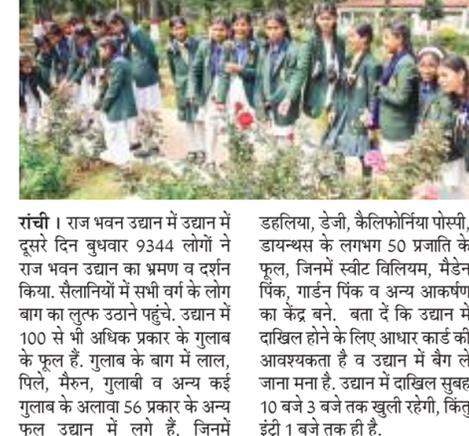 रांची । राज भवन उद्यान में उद्यान में
दूसरे दिन बुधवार 9344 लोगों ने
राज भवन उद्यान का भ्रमण व दर्शन
किया. सैलानियों में सभी वर्ग के लोग
बाग का लुत्फ उठाने पहुंचे. उद्यान में
100 से भी अधिक प्रकार के गुलाब
के फूल हैं. गुलाब के बाग में लाल,
पिले, मैरुन, गुलाबी व अन्य कई
गुलाब के अलावा 56 प्रकार के अन्य
फूल उद्यान में लगे हैं. जिनमें
डहलिया, डेजी, कैलिफोर्निया पोस्पी,
डायन्थस के लगभग 50 प्रजाति के
फूल, जिनमें स्वीट विलियम, मैडेन
पिंक, गार्डन पिंक व अन्य आकर्षण
का केंद्र बने. बता दें कि उद्यान में
दाखिल होने के लिए आधार कार्ड की
आवश्यकता है व उद्यान में बैग ले
जाना मना है. उद्यान में दाखिल सुबह
10 बजे 3 बजे तक खुली रहेगी, किंतु
इंट्री 1 बजे तक ही है.